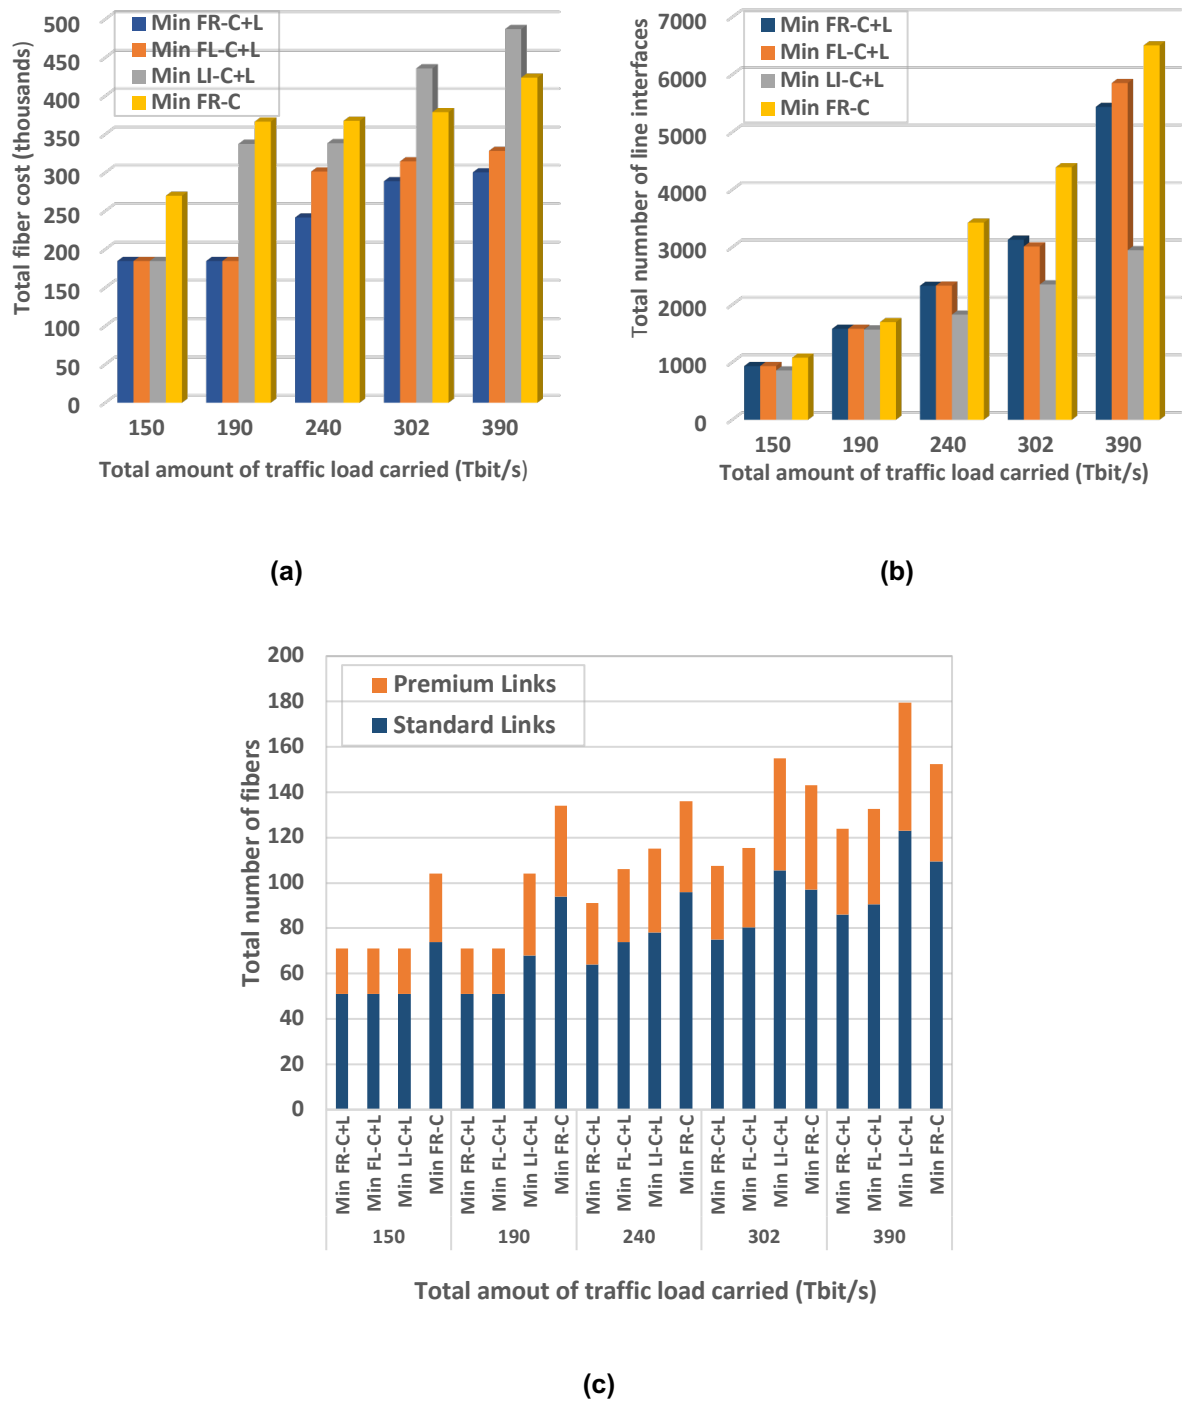 Total fiber cost (thousands)
500
450
400
350
300
250
200
150
100
50
0
Min FR-C+L
Min FL-C+L
Min LI-C+L
Min FR-C
150 190 240 302 390
Total amount of traffic load carried (Tbit/s)
(a)
Total numnber of line interfaces
7000
6000
5000
4000
3000
2000
1000
0
Min FR-C+L
Min FL-C+L
Min LI-C+L
Min FR-C
150 190 240 302 390
Total amount of traffic load carried (Tbit/s)
(b)
Total number of fibers
200
180
160
140
120
100
80
60
40
20
0
Premium Links
Standard Links
Min FR-C+L
Min FL-C+L
Min LI-C+L
Min FR-C
Min FR-C+L
Min FL-C+L
Min LI-C+L
Min FR-C
Min FR-C+L
Min FL-C+L
Min LI-C+L
Min FR-C
Min FR-C+L
Min FL-C+L
Min LI-C+L
Min FR-C
Min FR-C+L
Min FL-C+L
Min LI-C+L
Min FR-C
150 190 240 302 390
Total amout of traffic load carried (Tbit/s)
(c)